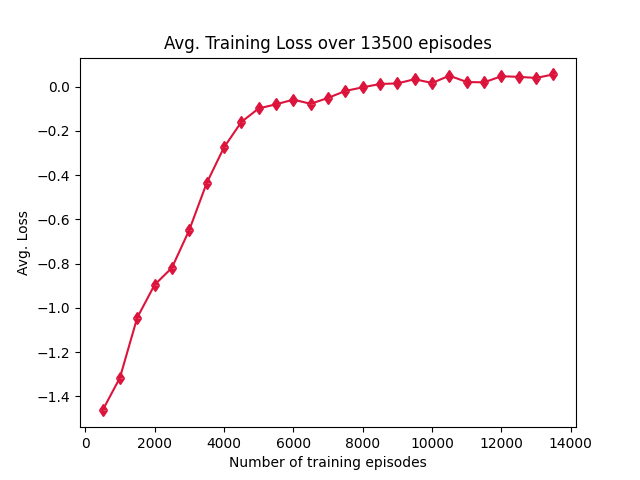 Avg. Training Loss over 13500 episodes
Avg. Loss
0.0
−0.2
−0.4
−0.6
−0.8
−1.0
−1.2
−1.4
0 2000 4000 6000 8000 10000 12000 14000
Number of training episodes